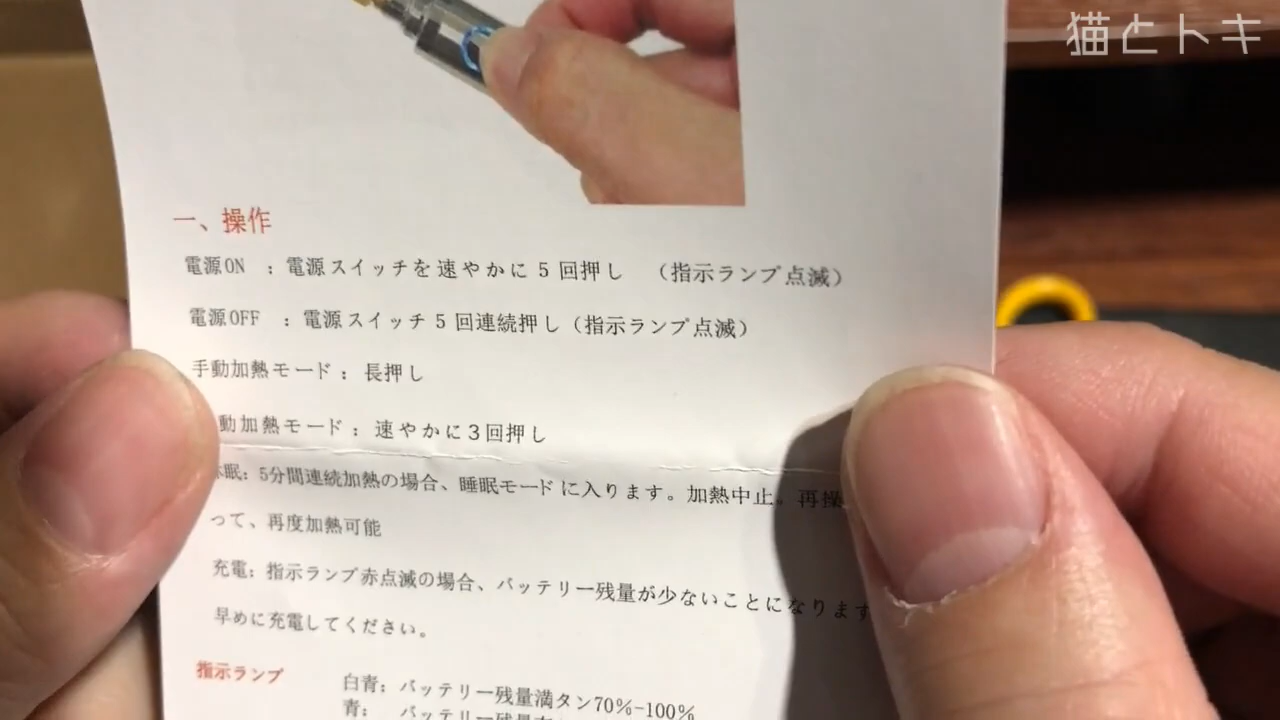 猫とトキ
一、操作
電源ON ：電源スイッチを速やかに5回押し （指示ランプ点滅）
電源OFF ：電源スイッチ5回連続押し（指示ランプ点滅）
手動加熱モード：長押し
動加熱モード：速やかに3回押し
眠：5分間連続加熱の場合、睡眠モードに入ります。加熱中止。再操
って、再度加熱可能
充電：指示ランプ赤点滅の場合、バッテリー残量が少ないことになります
早めに充電してください。
指示ランプ 白青：バッテリー残量満タン70%-100%
青： バッテリー残量